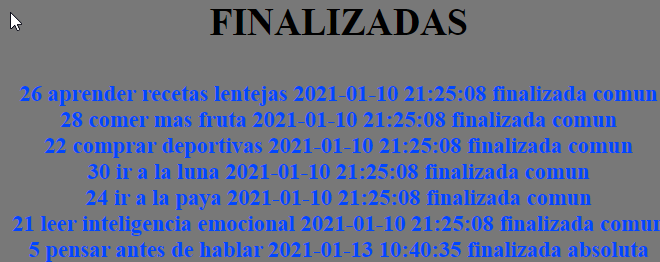 FINALIZADAS
26 aprender recetas lentejas 2021-01-10 21:25:08 finalizada comun
28 comer mas fruta 2021-01-10 21:25:08 finalizada comun
22 comprar deportivas 2021-01-10 21:25:08 finalizada comun
30 ir a la luna 2021-01-10 21:25:08 finalizada comun
24 ir a la paya 2021-01-10 21:25:08 finalizada comun
21 leer inteligencia emocional 2021-01-10 21:25:08 finalizada comun
5 pensar antes de hablar 2021-01-13 10:40:35 finalizada absoluta